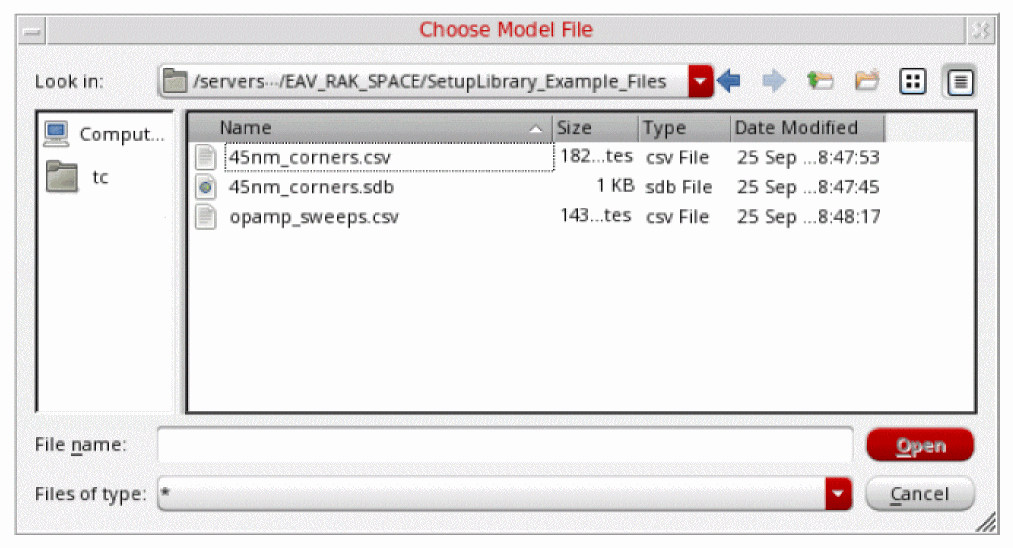 Choose Model File
Look in: /servers···/EAV_RAK_SPACE/SetupLibrary_Example_Files
Comput...
tc
Name Size Type Date Modified
45nm_corners.csv 182...tes csv File 25 Sep ...8:47:53
45nm_corners.sdb 1 KB sdb File 25 Sep ...8:47:45
opamp_sweeps.csv 143...tes csv File 25 Sep ...8:48:17
File name: Open
Files of type: * Cancel